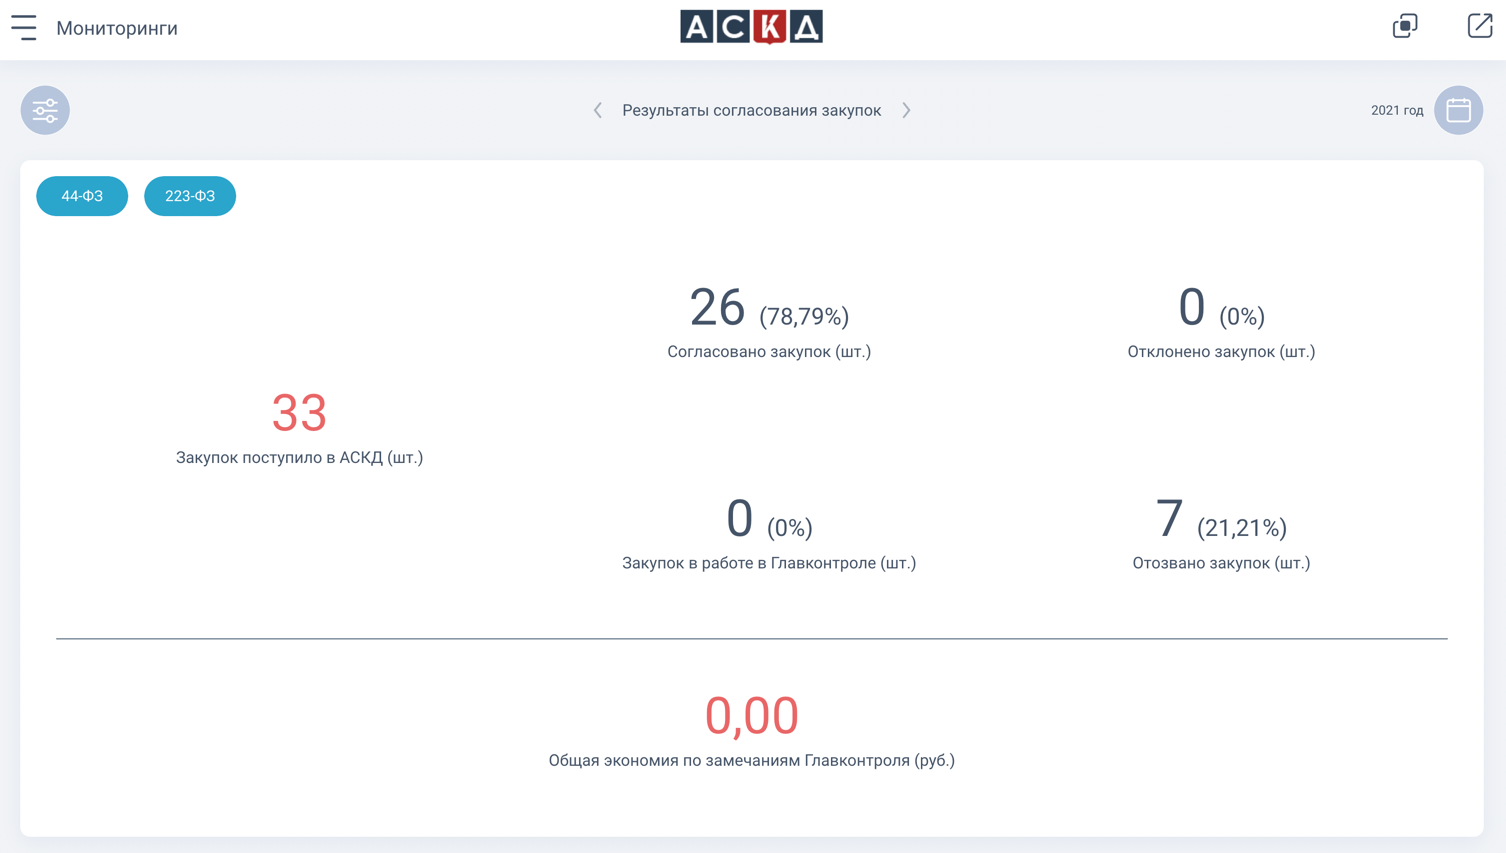 Мониторинги
АСКД
Результаты согласования закупок
2021 год
44-ФЗ
223-ФЗ
26 (78,79%)
Согласовано закупок (шт.)
0 (0%)
Отклонено закупок (шт.)
33
Закупок поступило в АСКД (шт.)
0 (0%)
Закупок в работе в Главконтроле (шт.)
7 (21,21%)
Отозвано закупок (шт.)
0,00
Общая экономия по замечаниям Главконтроля (руб.)